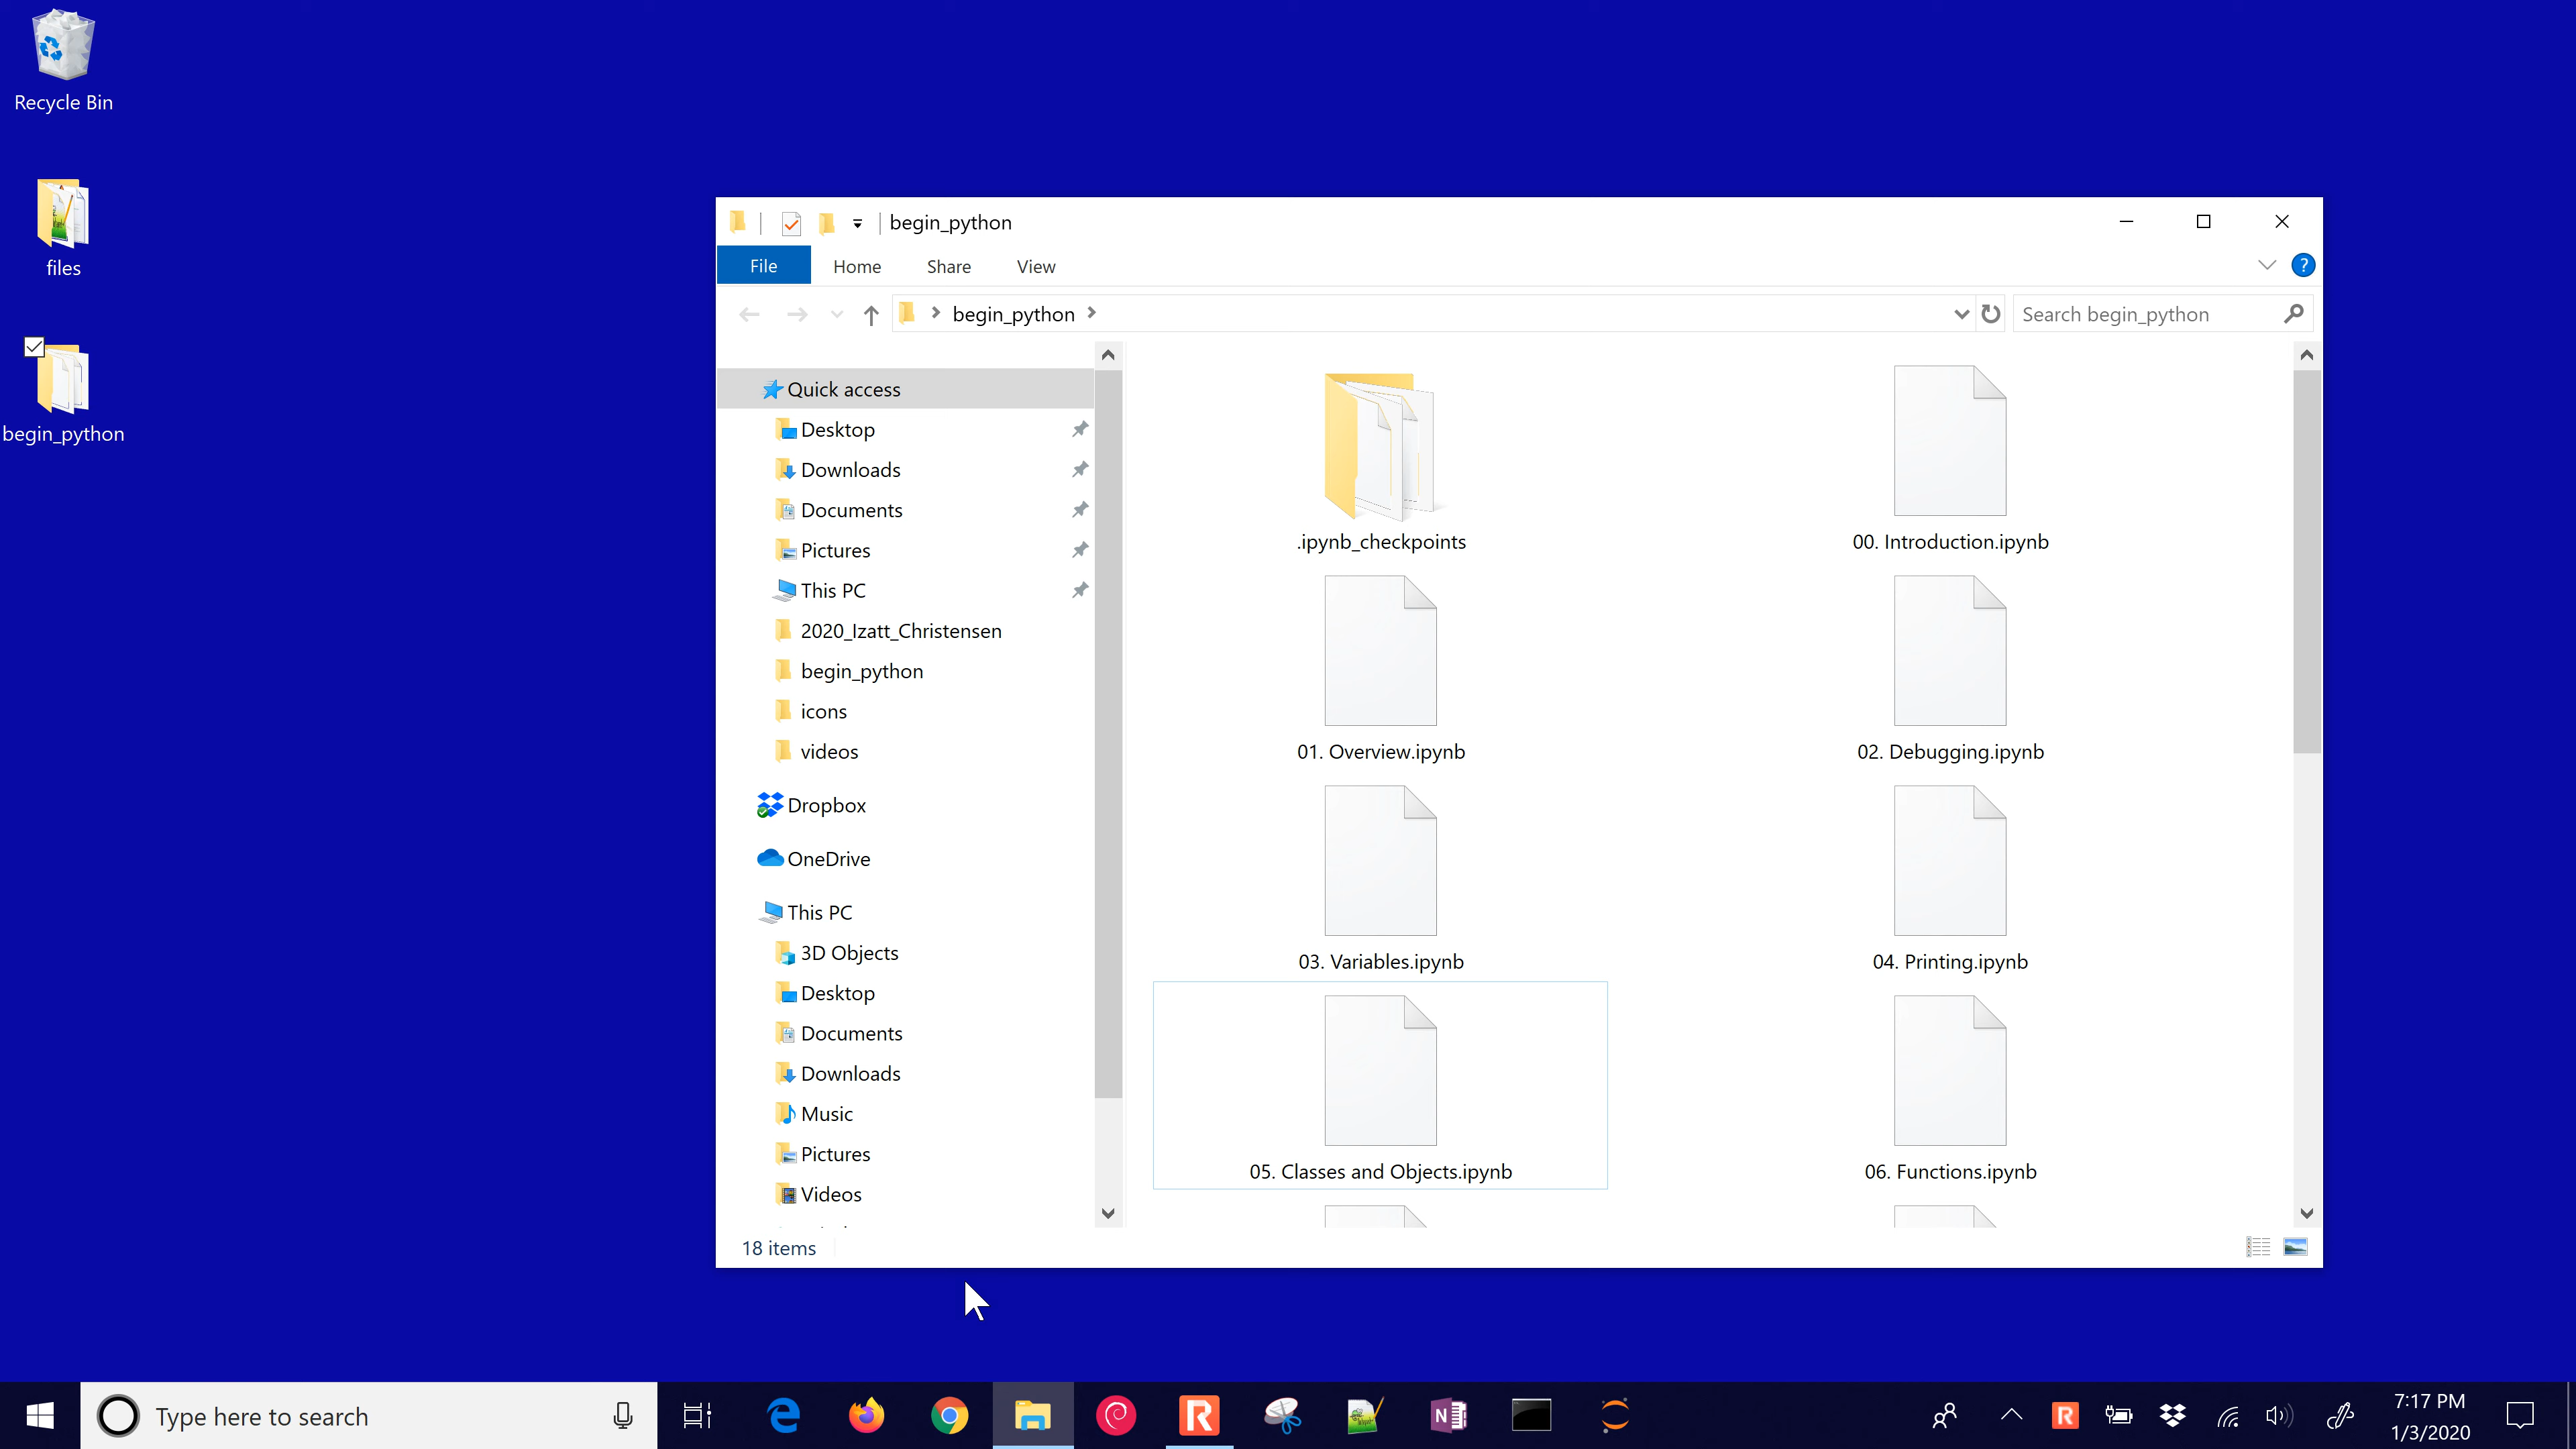 Recycle Bin
files
begin_python
begin_python
File
Home
Share
View
begin_python
Search begin_python
Quick access
Desktop
Downloads
Documents
Pictures
This PC
2020_Izatt_Christensen
begin_python
icons
videos
Dropbox
OneDrive
This PC
3D Objects
Desktop
Documents
Downloads
Music
Pictures
Videos
.ipynb_checkpoints
00. Introduction.ipynb
01. Overview.ipynb
02. Debugging.ipynb
03. Variables.ipynb
04. Printing.ipynb
05. Classes and Objects.ipynb
06. Functions.ipynb
18 items
Type here to search
7:17 PM
1/3/2020